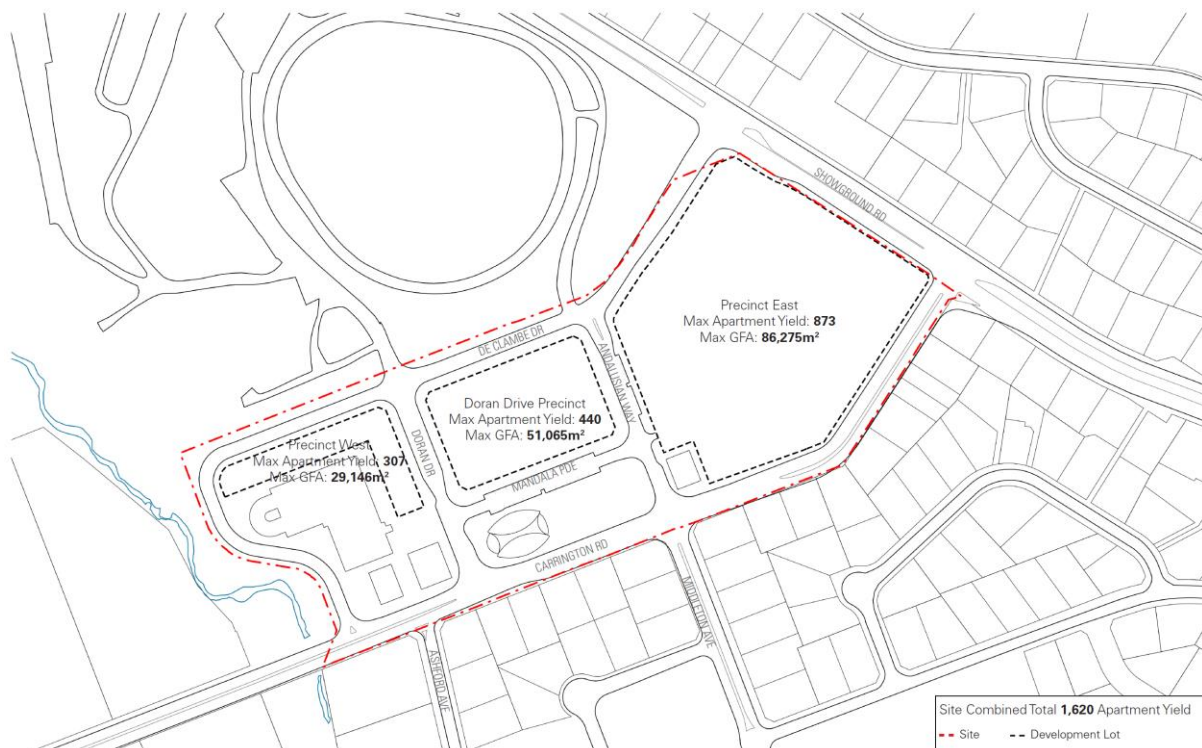 SHOWGROUND RD
Precinct East
Max Apartment Yield: 873
Max GFA: 86,275m²
DE CLAMBE DR
ANDALUSIAN WAY
Doran Drive Precinct
Max Apartment Yield: 440
Max GFA: 51,065m²
DORAN DR
Precinct West
Max Apartment Yield: 307
Max GFA: 29,146m²
MANDALA PDE
CARRINGTON RD
MIDDLETON AVE
ASHFORD AVE
Site Combined Total 1,620 Apartment Yield
Site
Development Lot